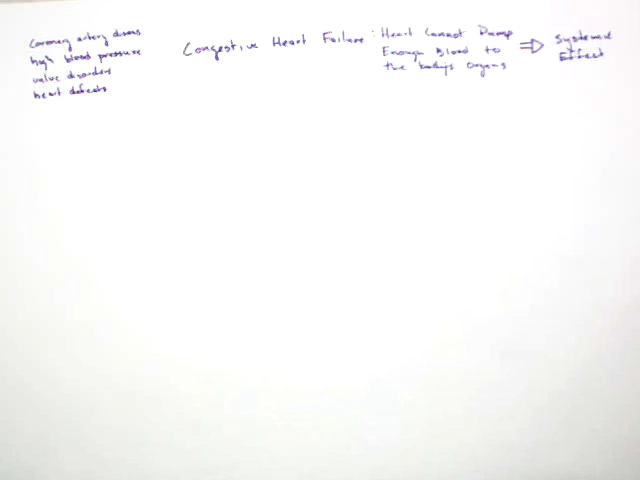 Coronary artery diseas
high blood pressure
valve disorders
heart defects
Congestive Heart Failure : Heart Cannot Pump
Enough Blood to
the body's organs
⇒ Systemic
Effect